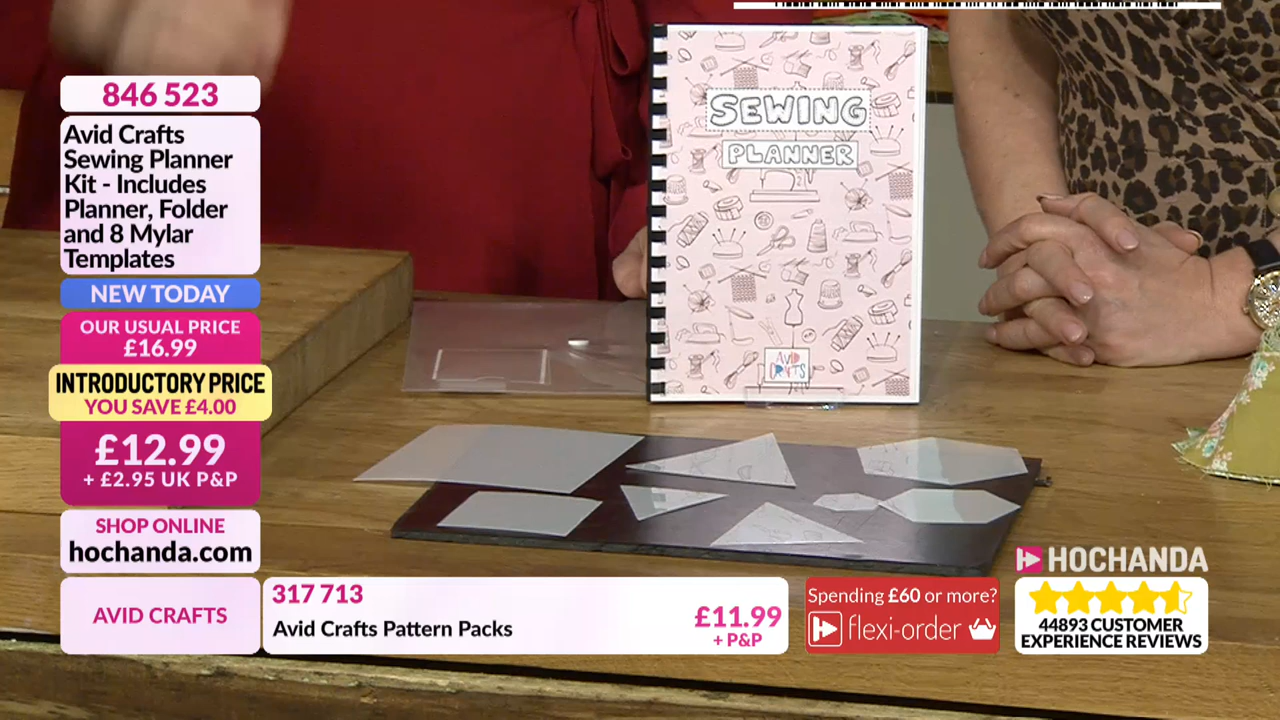 846 523
Avid Crafts
Sewing Planner
Kit - Includes
Planner, Folder
and 8 Mylar
Templates
NEW TODAY
OUR USUAL PRICE
£16.99
INTRODUCTORY PRICE
YOU SAVE £4.00
£12.99
+ £2.95 UK P&P
SHOP ONLINE
hochanda.com
AVID CRAFTS
317 713
Avid Crafts Pattern Packs
£11.99
+ P&P
Spending £60 or more?
flexi-order
HOCHANDA
44893 CUSTOMER
EXPERIENCE REVIEWS
SEWING
PLANNER
AVID
CRAFTS